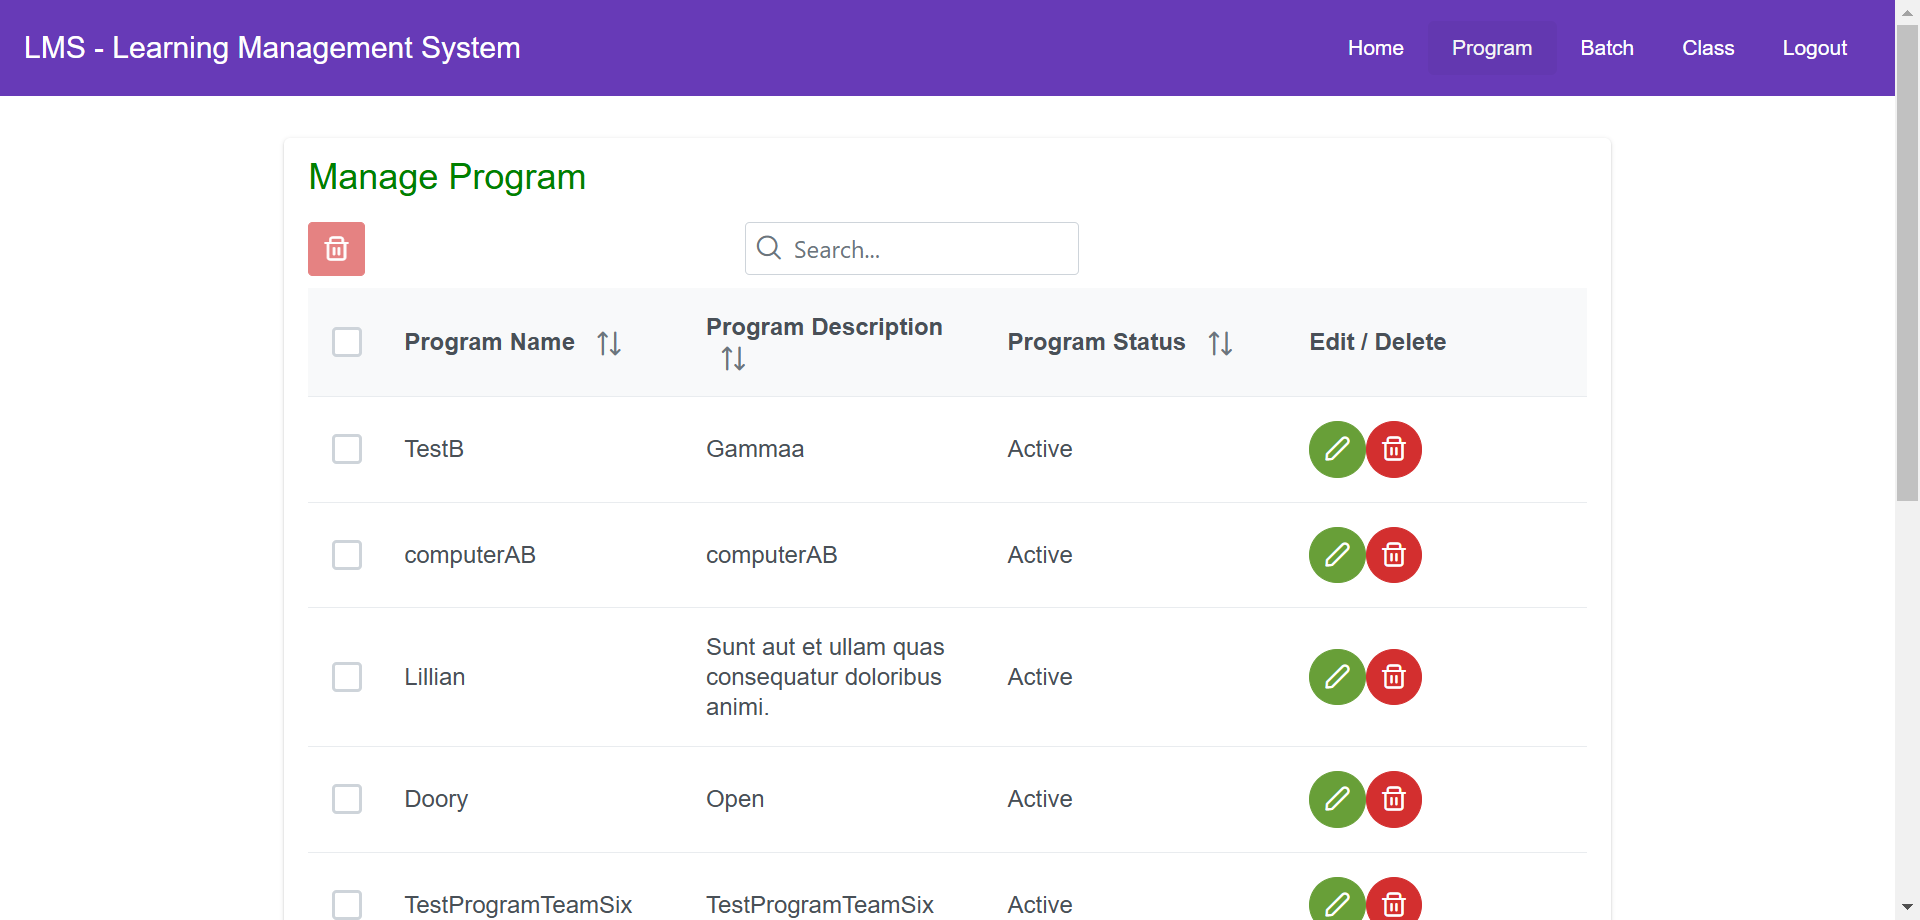 LMS - Learning Management System
Home Program Batch Class Logout
Manage Program
Search...
Program Name Program Description Program Status Edit / Delete
TestB Gammaa Active
computerAB computerAB Active
Lillian Sunt aut et ullam quas Active
consequatur doloribus
animi.
Doory Open Active
TestProgramTeamSix TestProgramTeamSix Active